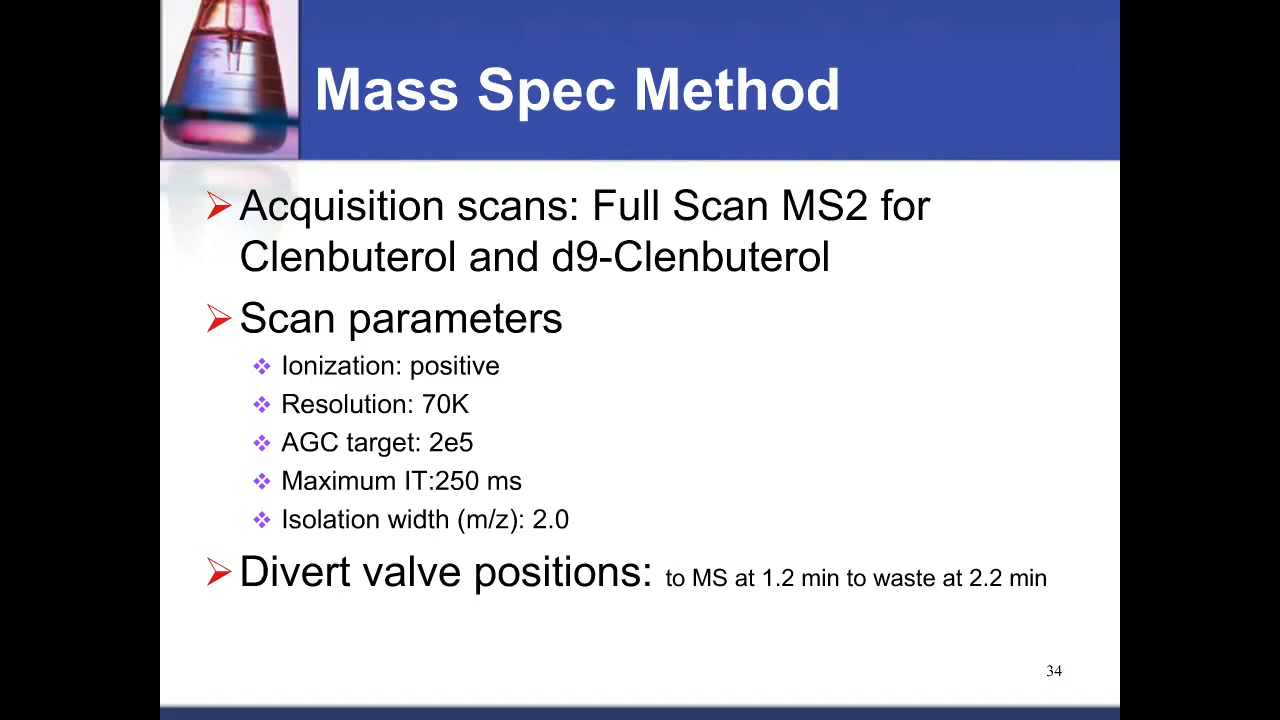 Mass Spec Method
Acquisition scans: Full Scan MS2 for
Clenbuterol and d9-Clenbuterol
Scan parameters
Ionization: positive
Resolution: 70K
AGC target: 2e5
Maximum IT:250 ms
Isolation width (m/z): 2.0
Divert valve positions: to MS at 1.2 min to waste at 2.2 min
34